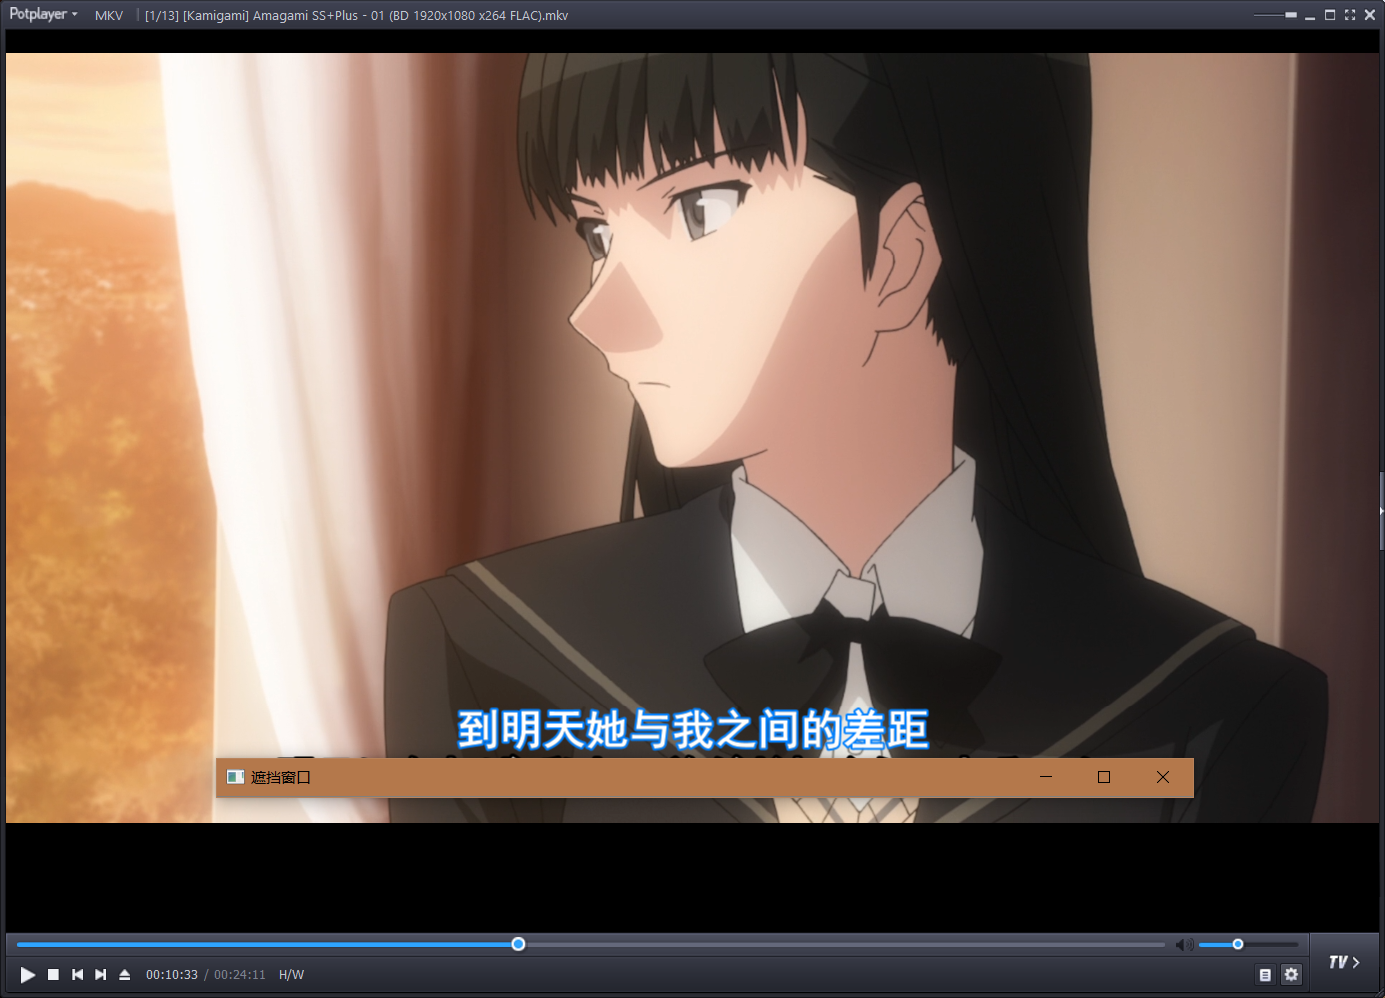 Potplayer MKV [1/13] [Kamigami] Amagami SS+Plus - 01 (BD 1920x1080 x264 FLAC).mkv
到明天她与我之间的差距
遮挡窗口
00:10:33 / 00:24:11 H/W
TV